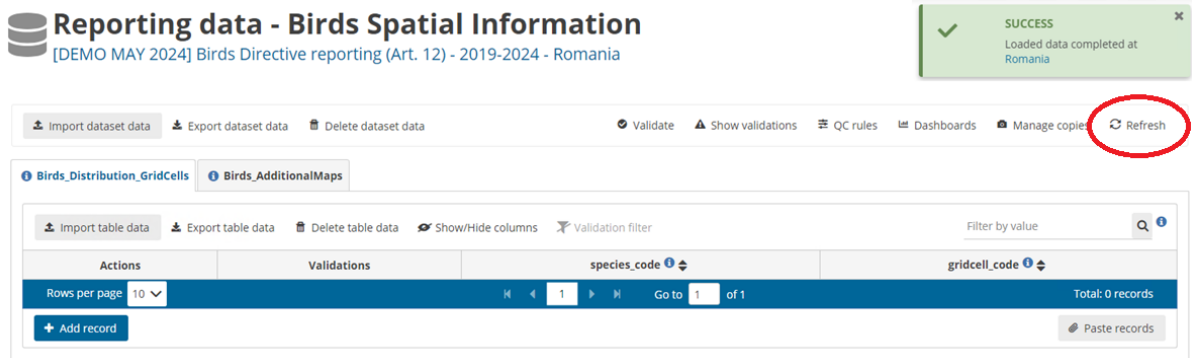 Reporting data - Birds Spatial Information
[DEMO MAY 2024] Birds Directive reporting (Art. 12) - 2019-2024 - Romania
SUCCESS
Loaded data completed at
Romania
Import dataset data Export dataset data Delete dataset data Validate Show validations QC rules Dashboards Manage copies Refresh
Birds_Distribution_GridCells Birds_AdditionalMaps
Import table data Export table data Delete table data Show/Hide columns Validation filter Filter by value
Actions Validations species_code gridcell_code
Rows per page 10 1 Go to 1 of 1 Total: 0 records
Add record Paste records